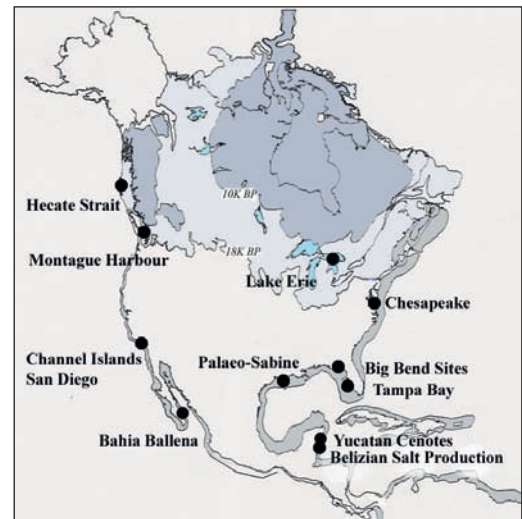 10K BP
Hecate Strait
18K BP
Montague Harbour
Lake Erie
Chesapeake
Channel Islands
San Diego
Palaeo-Sabine
Big Bend Sites
Tampa Bay
Bahia Ballena
Yucatan Cenotes
Belizian Salt Production